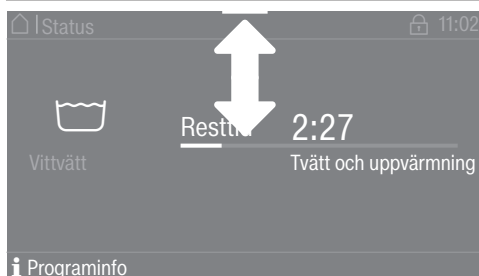 Status 11:02
Resttid 2:27
Vittvätt Tvätt och uppvärmning
Programinfo